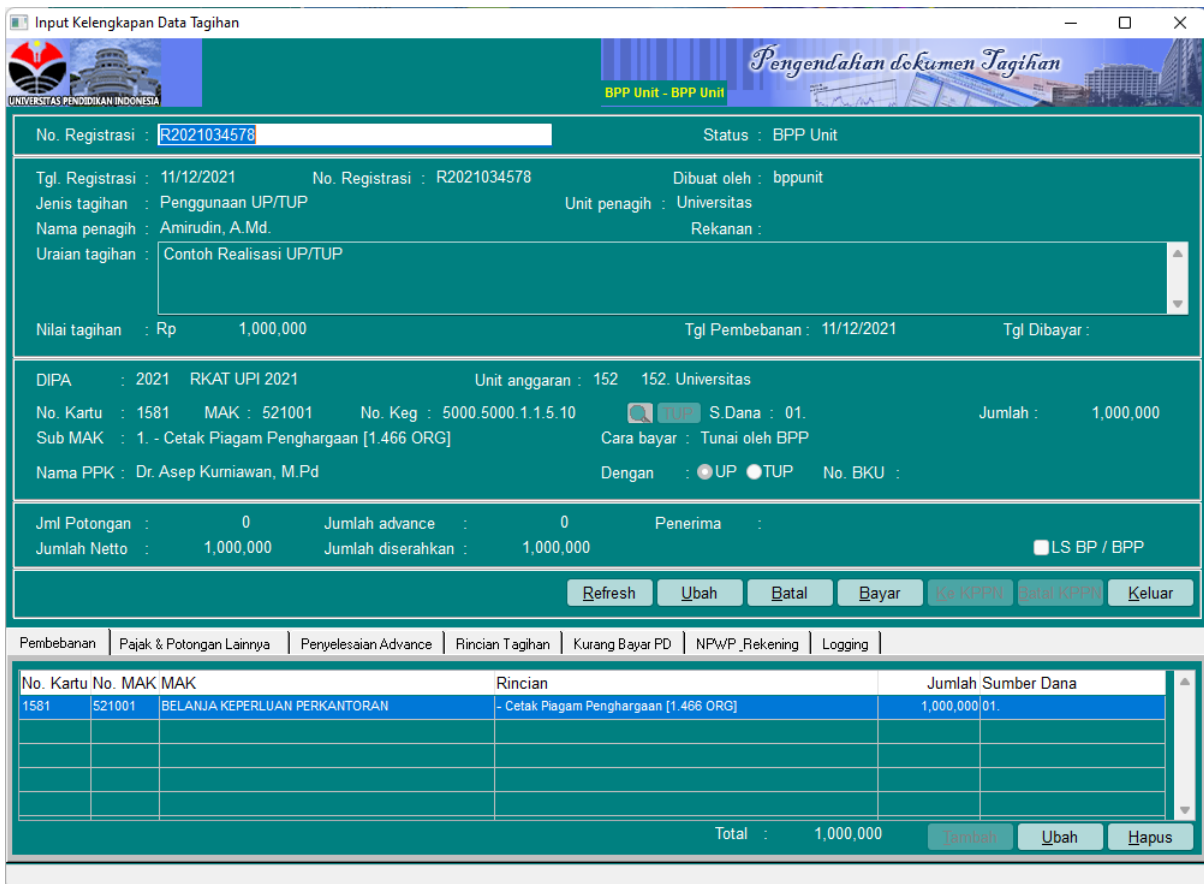 Input Kelengkapan Data Tagihan
UNIVERSITAS PENDIDIKAN INDONESIA
Pengendalian dokumen Tagihan
BPP Unit - BPP Unit
No. Registrasi : R2021034578 Status : BPP Unit
Tgl. Registrasi : 11/12/2021 No. Registrasi : R2021034578 Dibuat oleh : bppunit
Jenis tagihan : Penggunaan UP/TUP Unit penagih : Universitas
Nama penagih : Amirudin, A.Md. Rekanan :
Uraian tagihan : Contoh Realisasi UP/TUP
Nilai tagihan : Rp 1,000,000 Tgl Pembebanan : 11/12/2021 Tgl Dibayar :
DIPA : 2021 RKAT UPI 2021 Unit anggaran : 152 152. Universitas
No. Kartu : 1581 MAK : 521001 No. Keg : 5000.5000.1.1.5.10 TUP S.Dana : 01. Jumlah : 1,000,000
Sub MAK : 1. - Cetak Piagam Penghargaan [1.466 ORG] Cara bayar : Tunai oleh BPP
Nama PPK : Dr. Asep Kurniawan, M.Pd Dengan : UP TUP No. BKU :
Jml Potongan : 0 Jumlah advance : 0 Penerima :
Jumlah Netto : 1,000,000 Jumlah diserahkan : 1,000,000 LS BP / BPP
Refresh Ubah Batal Bayar Ke KPPN Batal KPPN Keluar
Pembebanan Pajak & Potongan Lainnya Penyelesaian Advance Rincian Tagihan Kurang Bayar PD NPWP_Rekening Logging
No. Kartu No. MAK MAK Rincian Jumlah Sumber Dana
1581 521001 BELANJA KEPERLUAN PERKANTORAN - Cetak Piagam Penghargaan [1.466 ORG] 1,000,000 01.
Total : 1,000,000 Tambah Ubah Hapus